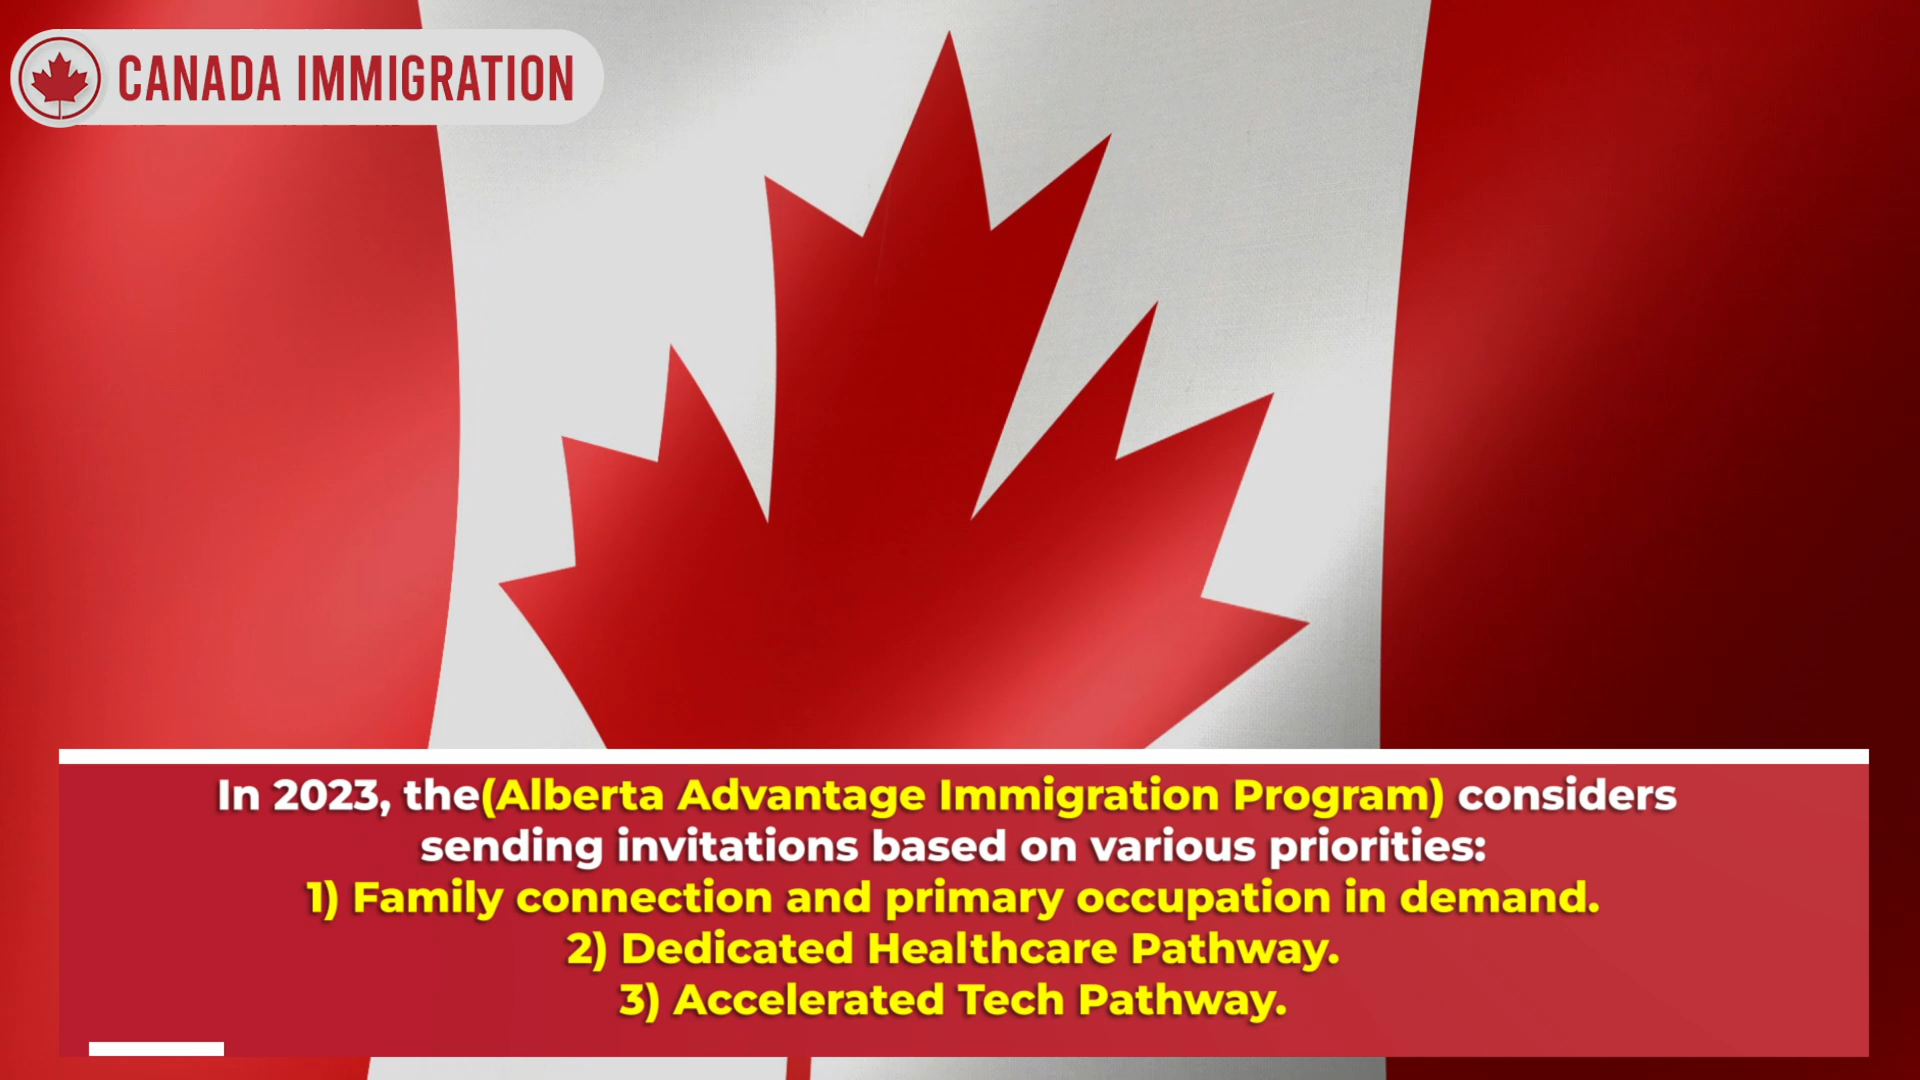 CANADA IMMIGRATION
In 2023, the(Alberta Advantage Immigration Program) considers
sending invitations based on various priorities:
1) Family connection and primary occupation in demand.
2) Dedicated Healthcare Pathway.
3) Accelerated Tech Pathway.